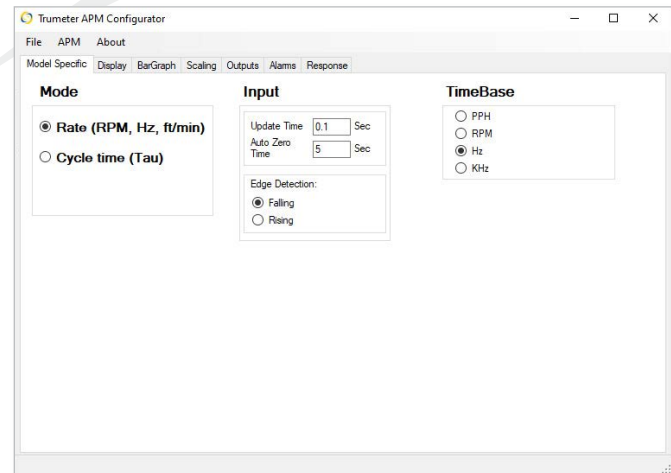 Trumeter APM Configurator
File APM About
Model Specific Display BarGraph Scaling Outputs Alarms Response
Mode
Rate (RPM, Hz, ft/min)
Cycle time (Tau)
Input
Update Time 0.1 Sec
Auto Zero
Time 5 Sec
Edge Detection:
Falling
Rising
TimeBase
PPH
RPM
Hz
KHz